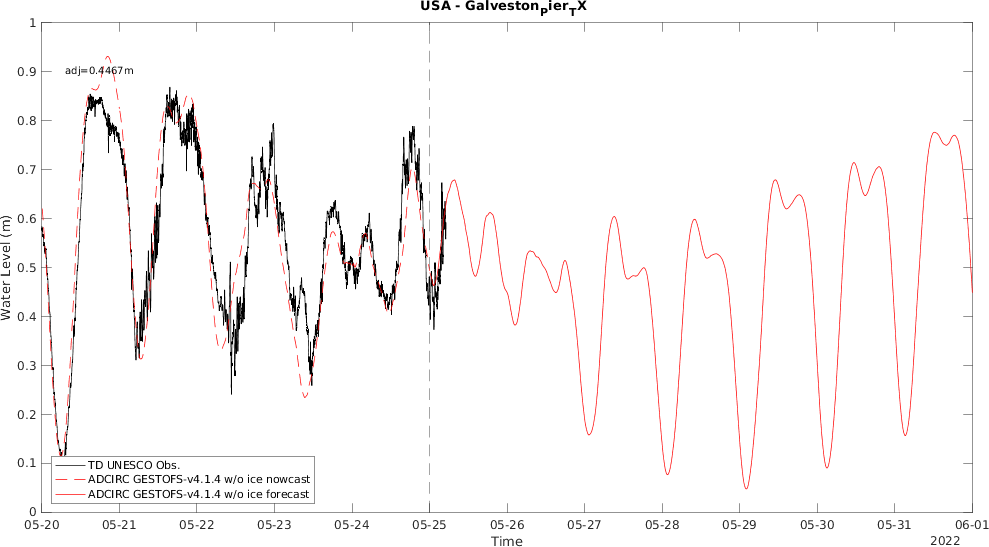 USA - Galveston_pier_TX
adj=0.4467m
1
0.9
0.8
0.7
0.6
0.5
0.4
0.3
0.2
0.1
0
Water Level (m)
TD UNESCO Obs.
ADCIRC GESTOFS-v4.1.4 w/o ice nowcast
ADCIRC GESTOFS-v4.1.4 w/o ice forecast
05-20 05-21 05-22 05-23 05-24 05-25 05-26 05-27 05-28 05-29 05-30 05-31 06-01
Time
2022